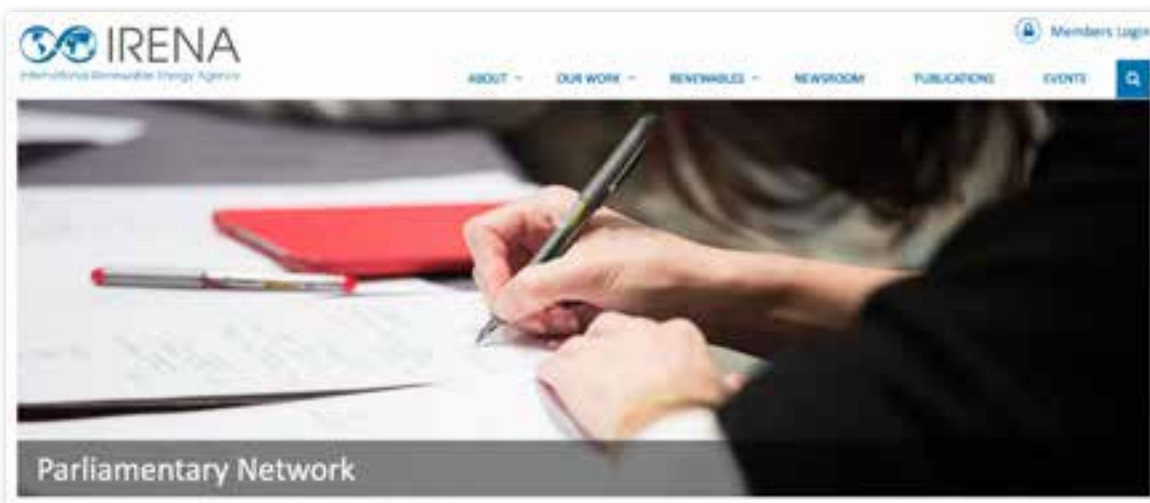 IRENA
International Renewable Energy Agency
Members Login
ABOUT OUR WORK RENEWABLES NEWSROOM PUBLICATIONS EVENTS
Parliamentary Network